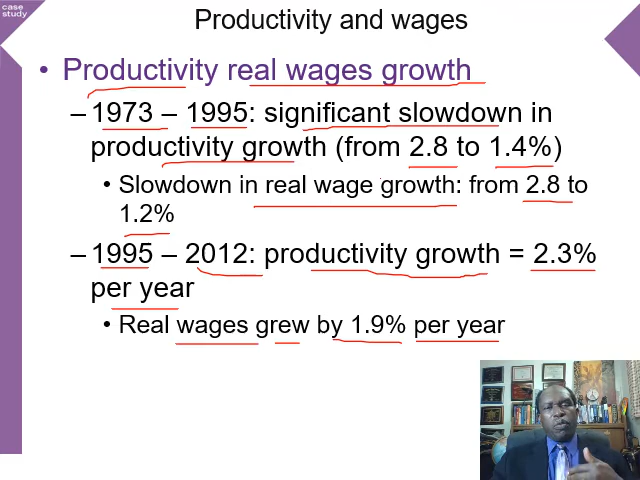 case
study
Productivity and wages
• Productivity real wages growth
– 1973 – 1995: significant slowdown in
productivity growth (from 2.8 to 1.4%)
• Slowdown in real wage growth: from 2.8 to
1.2%
– 1995 – 2012: productivity growth = 2.3%
per year
• Real wages grew by 1.9% per year